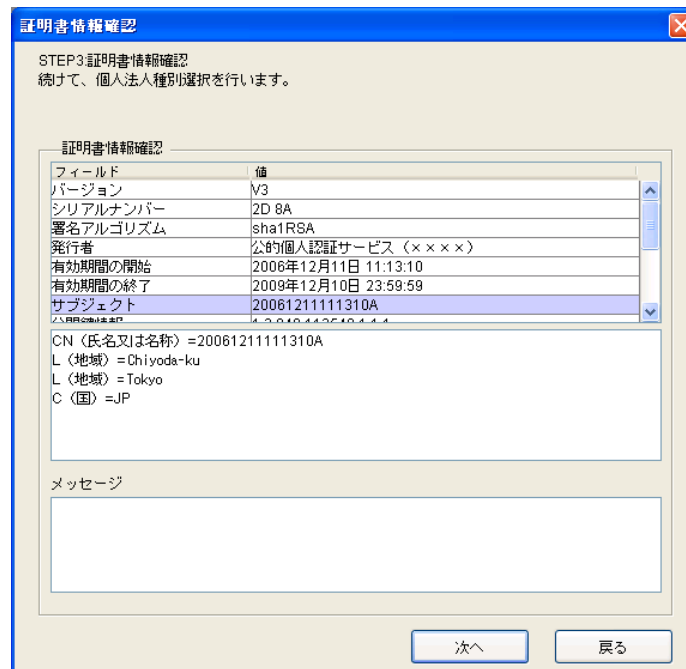 証明書情報確認
STEP3:証明書情報確認
続けて、個人法人種別選択を行います。
証明書情報確認
フィールド 値
バージョン V3
シリアルナンバー 2D 8A
署名アルゴリズム sha1RSA
発行者 公的個人認証サービス（××××）
有効期間の開始 2006年12月11日 11:13:10
有効期間の終了 2009年12月10日 23:59:59
サブジェクト 20061211111310A
CN（氏名又は名称）=20061211111310A
L（地域）=Chiyoda-ku
L（地域）=Tokyo
C（国）=JP
メッセージ
次へ 戻る